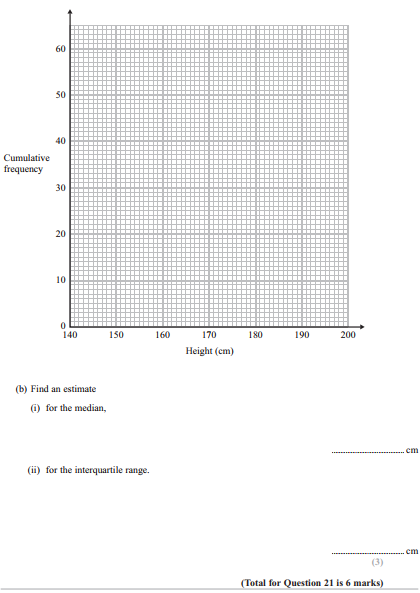 60
50
40
Cumulative
frequency
30
20
10
0
140 150 160 170 180 190 200
Height (cm)
(b) Find an estimate
(i) for the median,
.............................. cm
(ii) for the interquartile range.
.............................. cm
(3)
(Total for Question 21 is 6 marks)